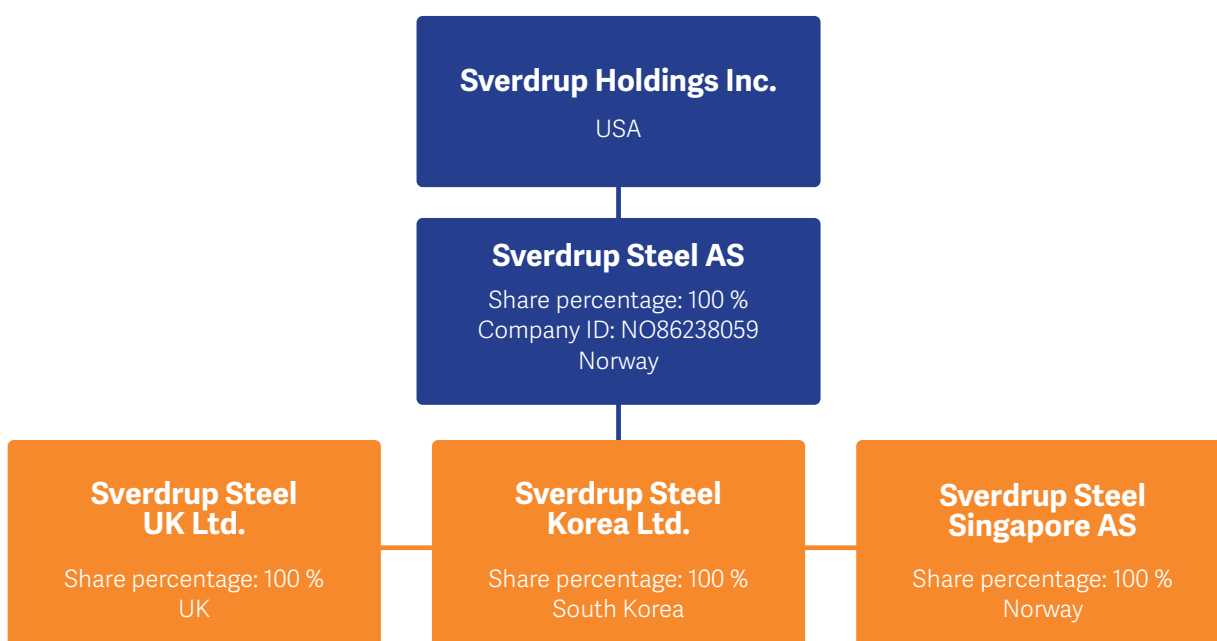 Sverdrup Holdings Inc.
USA
Sverdrup Steel AS
Share percentage: 100 %
Company ID: NO86238059
Norway
Sverdrup Steel
UK Ltd.
Share percentage: 100 %
UK
Sverdrup Steel
Korea Ltd.
Share percentage: 100 %
South Korea
Sverdrup Steel
Singapore AS
Share percentage: 100 %
Norway